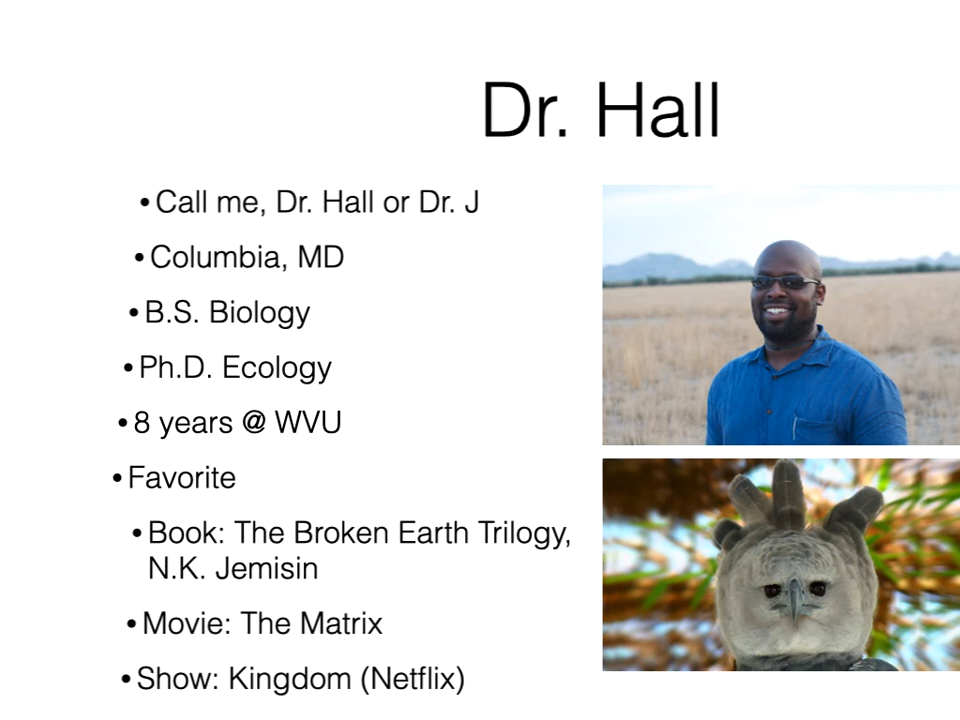 Dr. Hall
• Call me, Dr. Hall or Dr. J
• Columbia, MD
• B.S. Biology
• Ph.D. Ecology
• 8 years @ WVU
• Favorite
• Book: The Broken Earth Trilogy,
N.K. Jemisin
• Movie: The Matrix
• Show: Kingdom (Netflix)